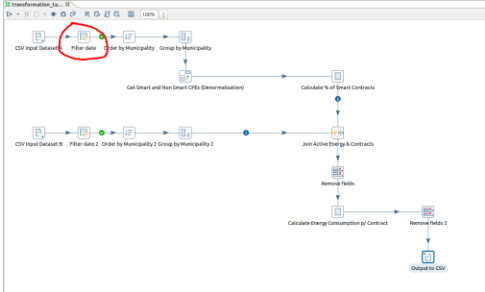 transformation_ta...
100%
CSV Input Dataset A
Filter date
Order by Municipality
Group by Municipality
Get Smart and Non Smart CPEs (Denormalization)
Calculate % of Smart Contracts
CSV Input Dataset B
Filter date 2
Order by Municipality 2
Group by Municipality 2
Join Active Energy & Contracts
Remove fields
Calculate Energy Consumption p/ Contract
Remove fields 2
Output to CSV